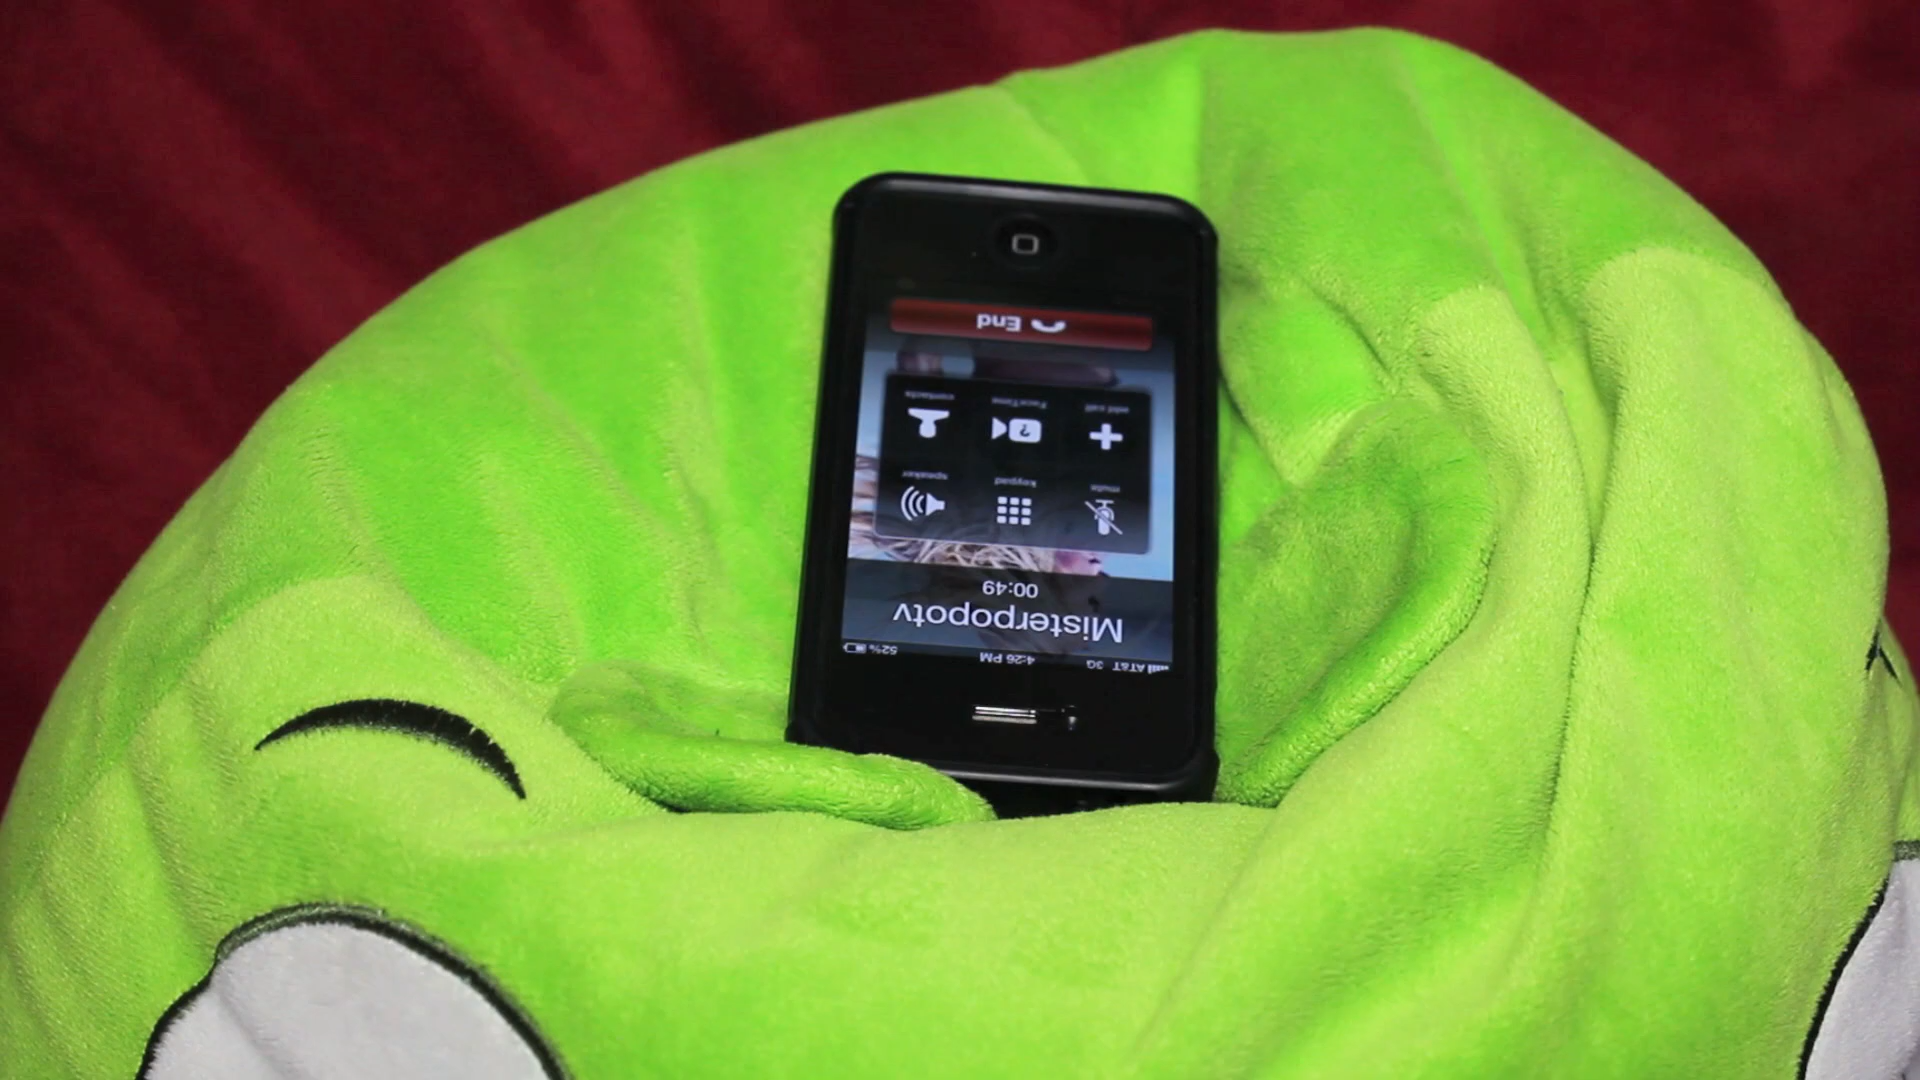 AT&T 3G 4:26 PM 52%
Misterpopotv
00:49
mute keypad speaker
add call FaceTime contacts
End